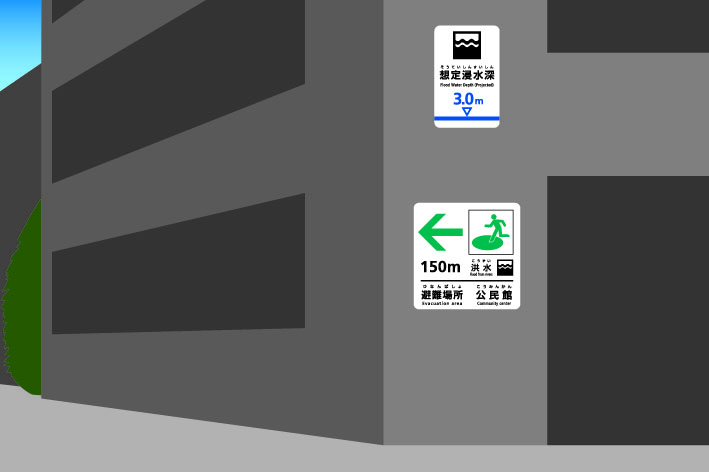 そうていしんすいしん
想定浸水深
Flood Water Depth (Projected)
3.0m
150m
こうずい
洪水
Flood from rivers
ひなんばしょ
避難場所
Evacuation area
こうみんかん
公民館
Community center